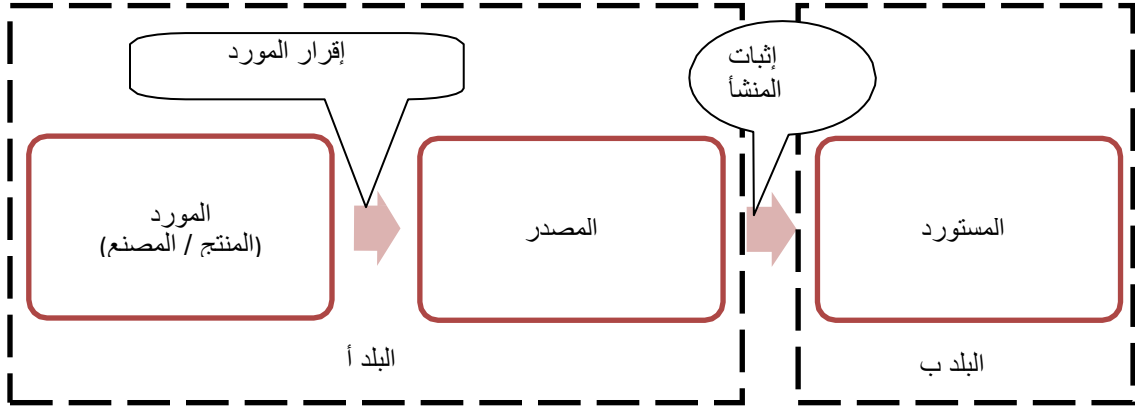 إقرار المورد
إثبات
المنشأ
المورد
(المنتج / المصنع)
المصدر
المستورد
البلد أ
البلد ب